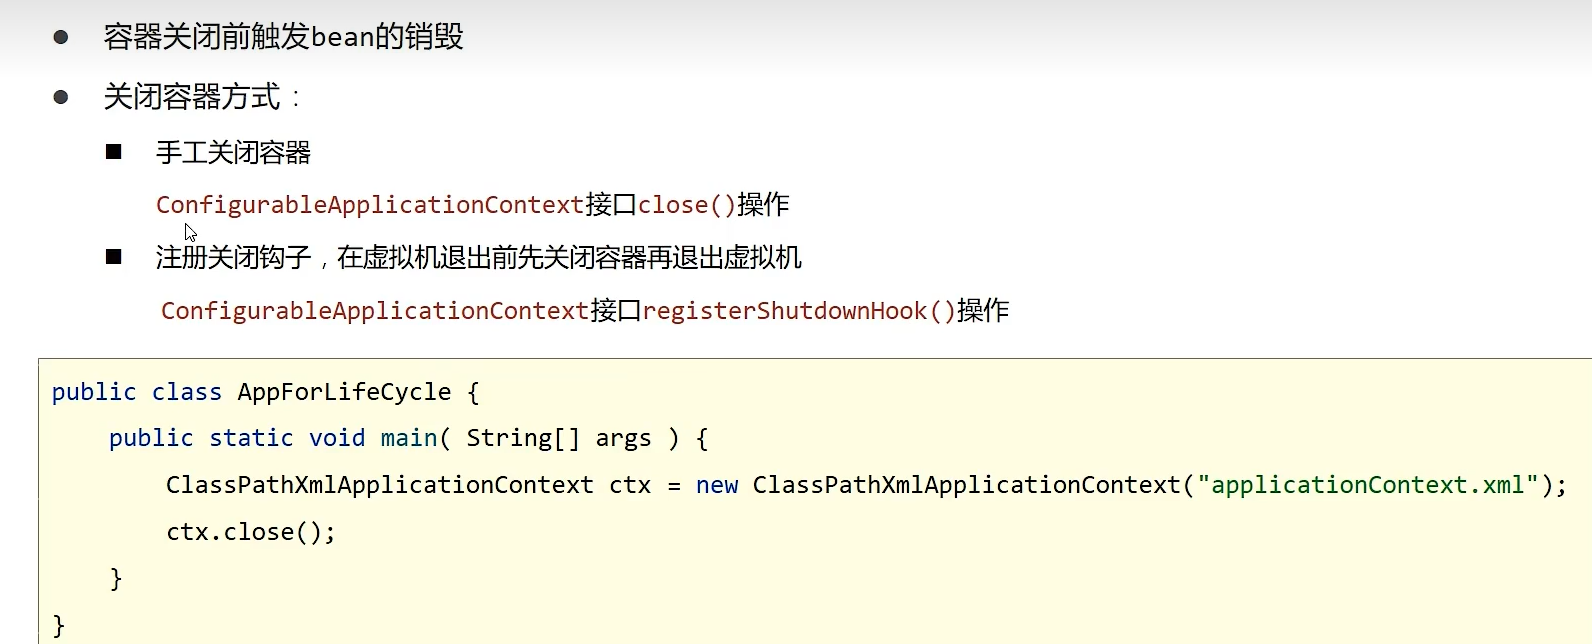 容器关闭前触发bean的销毁
关闭容器方式：
手工关闭容器
ConfigurableApplicationContext接口close()操作
注册关闭钩子，在虚拟机退出前先关闭容器再退出虚拟机
ConfigurableApplicationContext接口registerShutdownHook()操作
public class AppForLifeCycle {
public static void main( String[] args ) {
ClassPathXmlApplicationContext ctx = new ClassPathXmlApplicationContext("applicationContext.xml");
ctx.close();
}
}